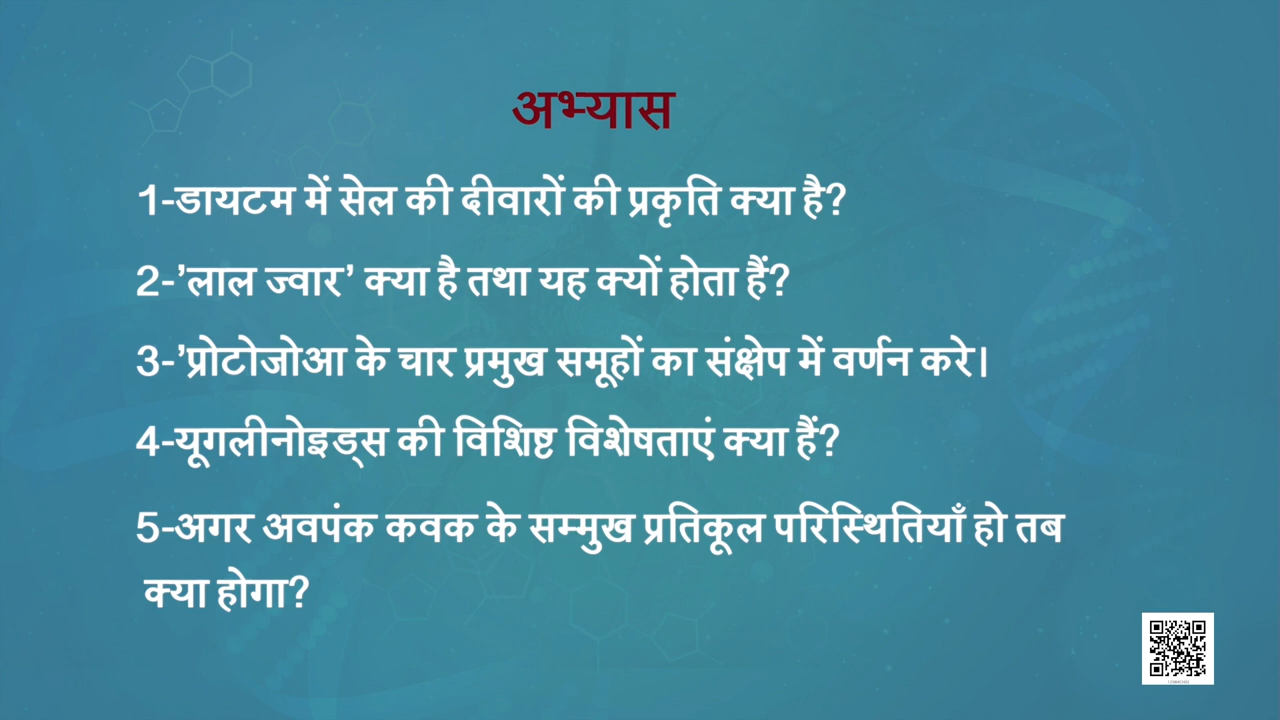 अभ्यास
1-डायटम में सेल की दीवारों की प्रकृति क्या है?
2-’लाल ज्वार’ क्या है तथा यह क्यों होता हैं?
3-’प्रोटोजोआ के चार प्रमुख समूहों का संक्षेप में वर्णन करे।
4-यूगलीनोइड्स की विशिष्ट विशेषताएं क्या हैं?
5-अगर अवपंक कवक के सम्मुख प्रतिकूल परिस्थितियाँ हो तब
क्या होगा?